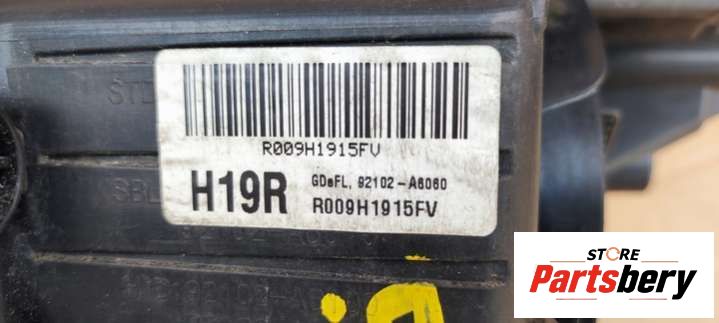 R009H1915FV
H19R
GDeFL, 92102-A6060
R009H1915FV
STORE
Partsbery